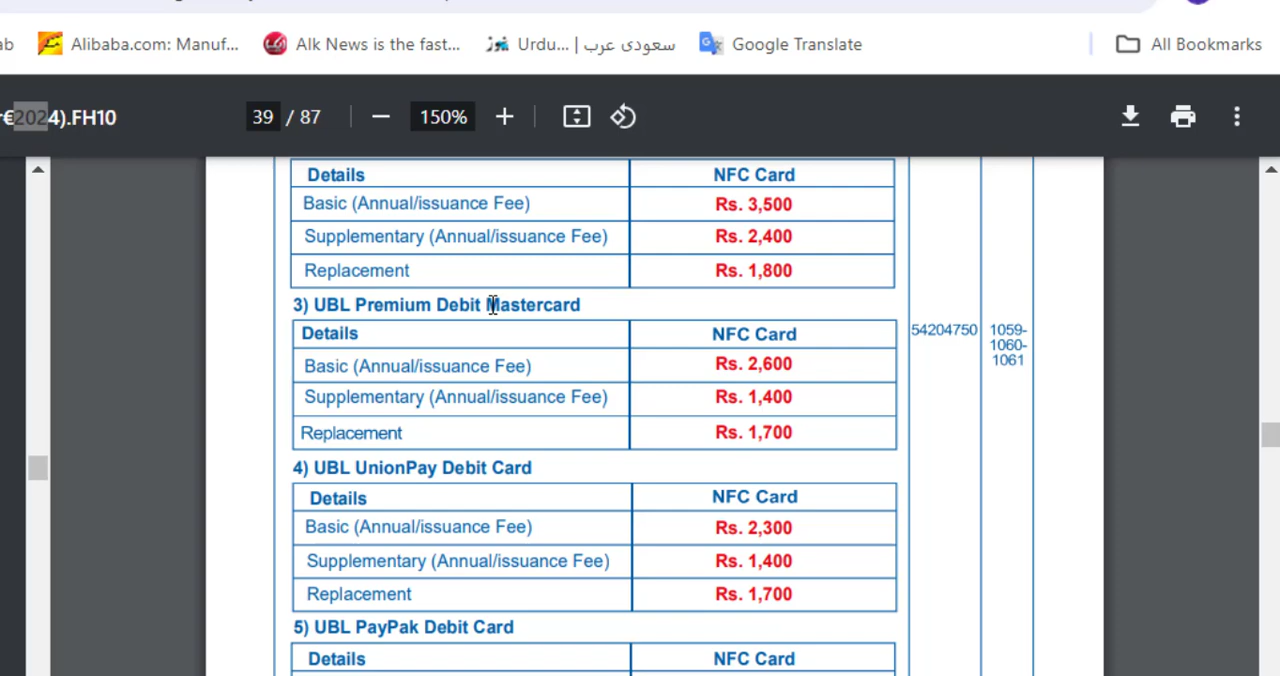 ab Alibaba.com: Manuf... Alk News is the fast... Urdu... | سعودی عرب Google Translate All Bookmarks
r€2024).FH10 39 / 87 150%
Details NFC Card
Basic (Annual/issuance Fee) Rs. 3,500
Supplementary (Annual/issuance Fee) Rs. 2,400
Replacement Rs. 1,800
3) UBL Premium Debit Mastercard
Details NFC Card 54204750 1059-
1060-
1061
Basic (Annual/issuance Fee) Rs. 2,600
Supplementary (Annual/issuance Fee) Rs. 1,400
Replacement Rs. 1,700
4) UBL UnionPay Debit Card
Details NFC Card
Basic (Annual/issuance Fee) Rs. 2,300
Supplementary (Annual/issuance Fee) Rs. 1,400
Replacement Rs. 1,700
5) UBL PayPak Debit Card
Details NFC Card